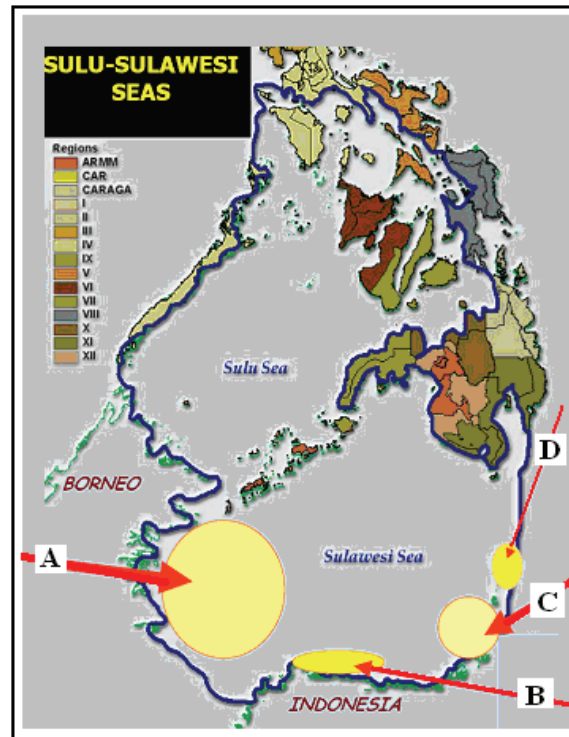 SULU-SULAWESI
SEAS
Regions
ARMM
CAR
CARAGA
I
II
III
IV
IX
V
VI
VII
VIII
X
XI
XII
Sulu Sea
BORNEO
D
A
Sulawesi Sea
C
B
INDONESIA